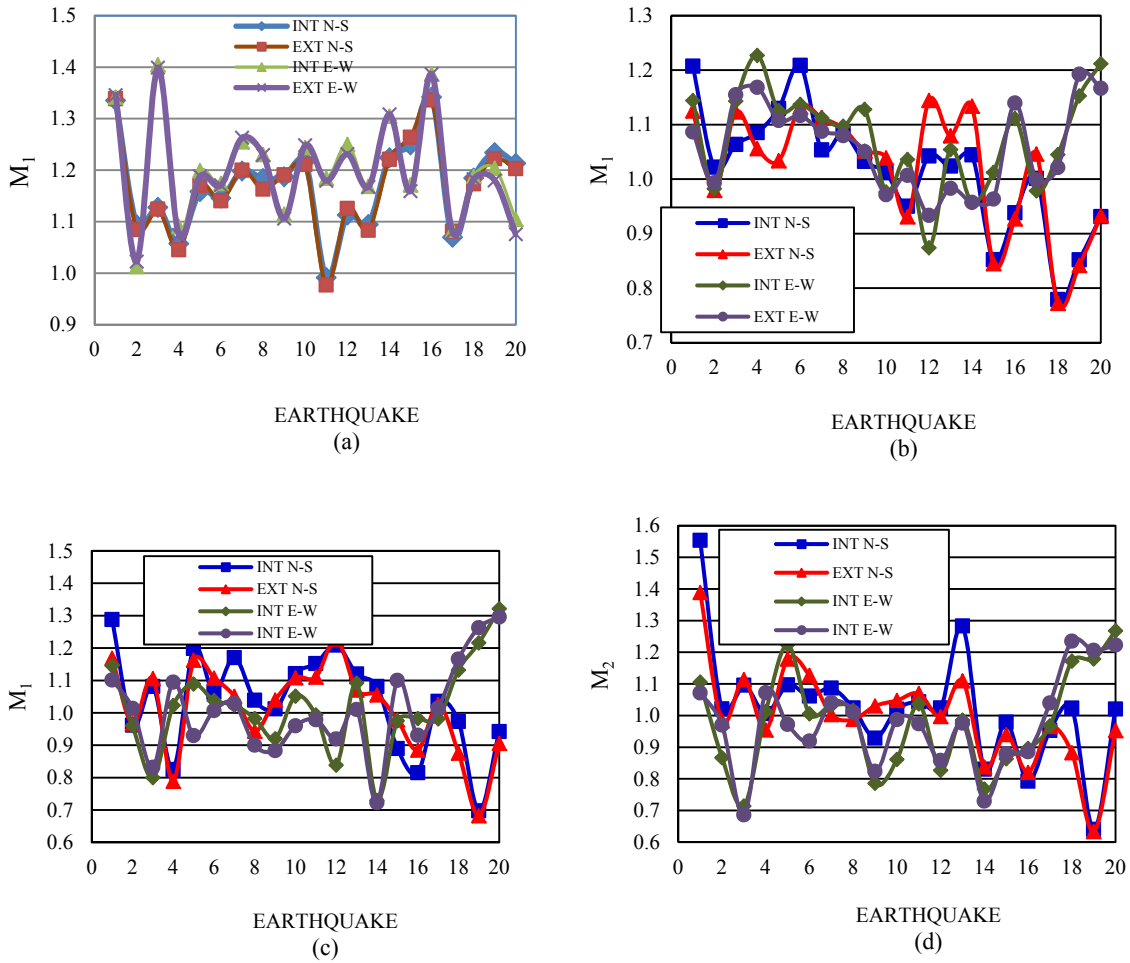 1.5
1.4
1.3
1.2
1.1
1.0
0.9
M1
0 2 4 6 8 10 12 14 16 18 20
INT N-S
EXT N-S
INT E-W
EXT E-W
EARTHQUAKE
(a)
1.3
1.2
1.1
1.0
0.9
0.8
0.7
M1
0 2 4 6 8 10 12 14 16 18 20
INT N-S
EXT N-S
INT E-W
EXT E-W
EARTHQUAKE
(b)
1.5
1.4
1.3
1.2
1.1
1.0
0.9
0.8
0.7
0.6
M1
0 2 4 6 8 10 12 14 16 18 20
INT N-S
EXT N-S
INT E-W
INT E-W
EARTHQUAKE
(c)
1.6
1.5
1.4
1.3
1.2
1.1
1.0
0.9
0.8
0.7
0.6
M2
0 2 4 6 8 10 12 14 16 18 20
INT N-S
EXT N-S
INT E-W
INT E-W
EARTHQUAKE
(d)